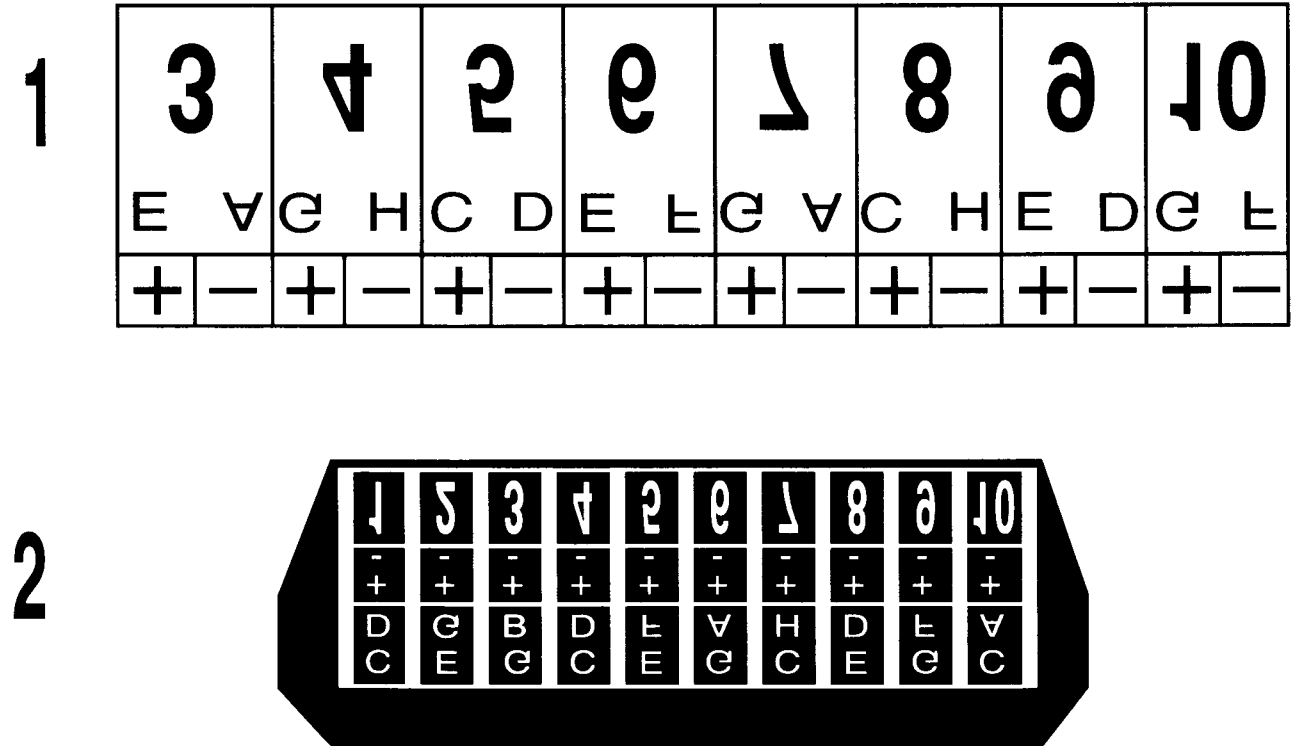 1 3 4 5 6 7 8 9 10
E A G H C D E F G A C H E D G F
+ − + − + − + − + − + − + − + −
2
1 2 3 4 5 6 7 8 9 10
- - - - - - - - - -
+ + + + + + + + + +
D G B D F A H D F A
C E G C E G C E G C